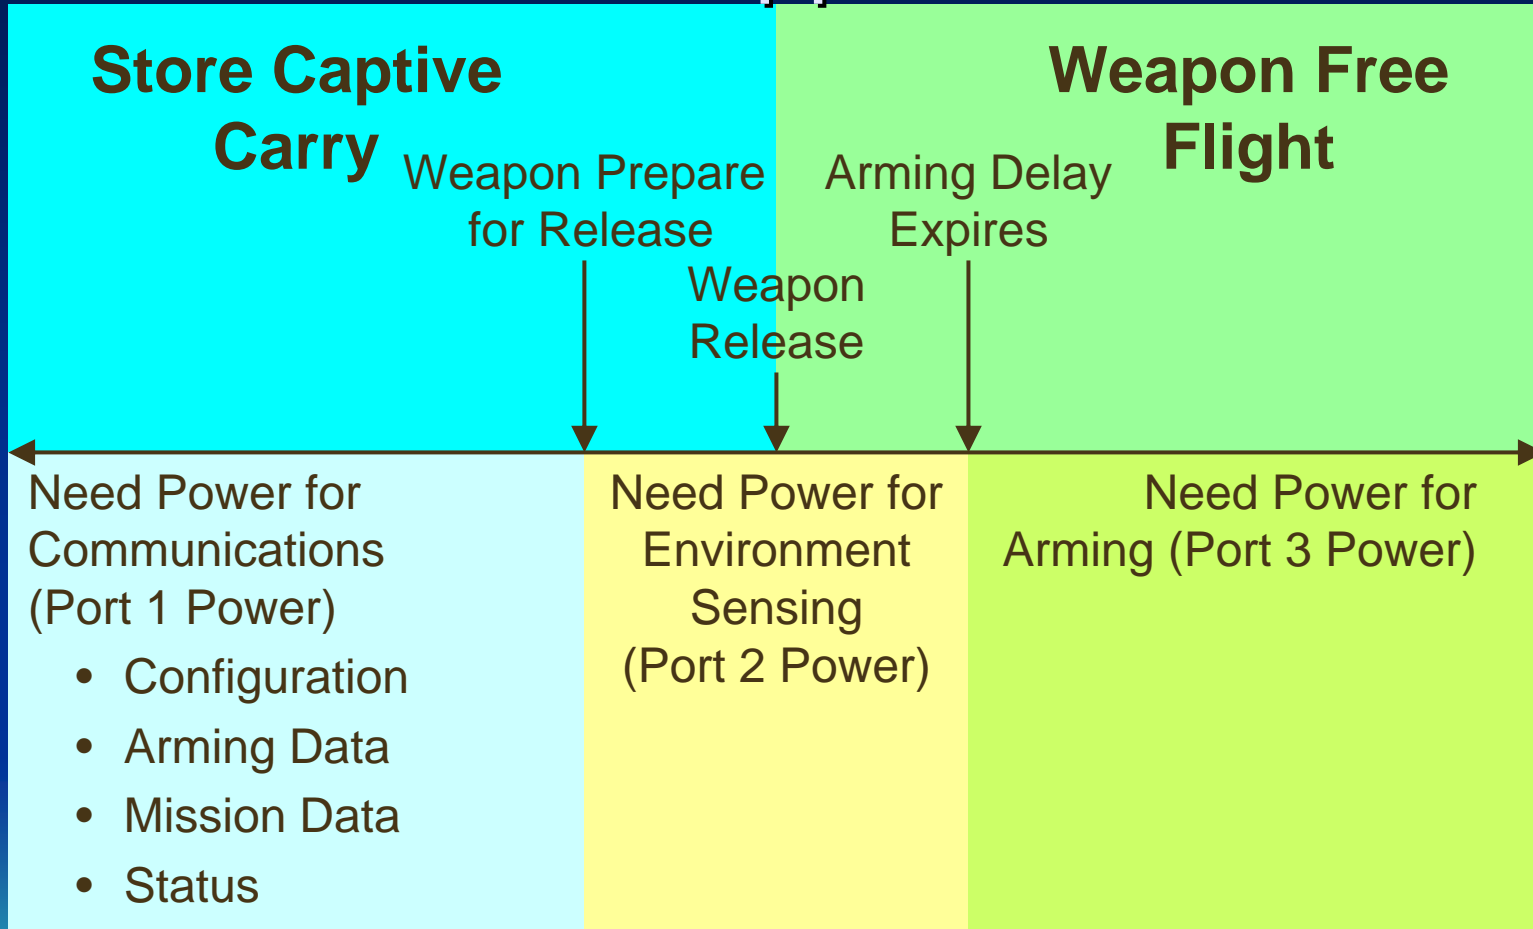 Store Captive
Carry
Weapon Free
Flight
Weapon Prepare
for Release
Arming Delay
Expires
Weapon
Release
Need Power for
Communications
(Port 1 Power)
• Configuration
• Arming Data
• Mission Data
• Status
Need Power for
Environment
Sensing
(Port 2 Power)
Need Power for
Arming (Port 3 Power)